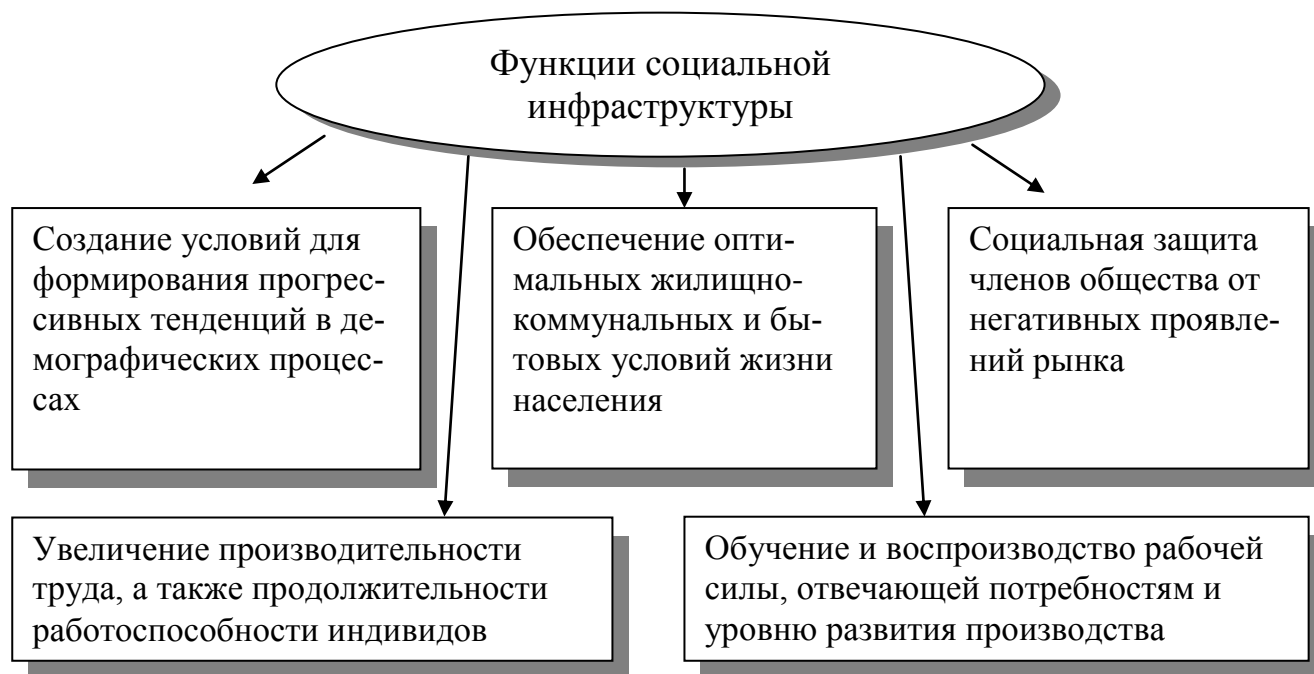 Функции социальной
инфраструктуры
Создание условий для
формирования прогрес-
сивных тенденций в де-
мографических процес-
сах
Обеспечение опти-
мальных жилищно-
коммунальных и бы-
товых условий жизни
населения
Социальная защита
членов общества от
негативных проявле-
ний рынка
Увеличение производительности
труда, а также продолжительности
работоспособности индивидов
Обучение и воспроизводство рабочей
силы, отвечающей потребностям и
уровню развития производства